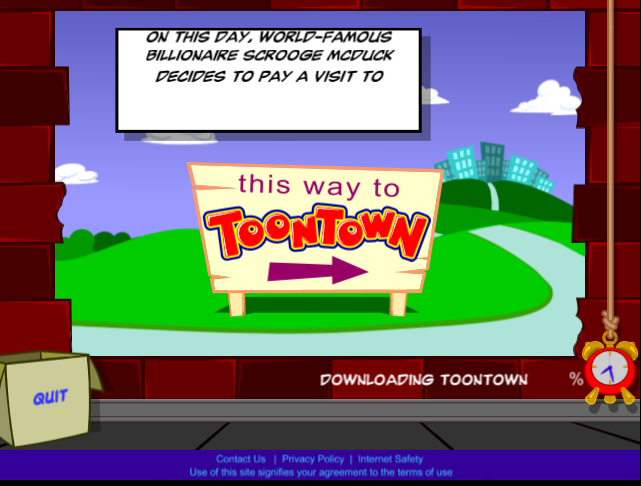 ON THIS DAY, WORLD-FAMOUS
BILLIONAIRE SCROOGE MCDUCK
DECIDES TO PAY A VISIT TO
this way to
TOONTOWN
DOWNLOADING TOONTOWN %
QUIT
Contact Us | Privacy Policy | Internet Safety
Use of this site signifies your agreement to the terms of use